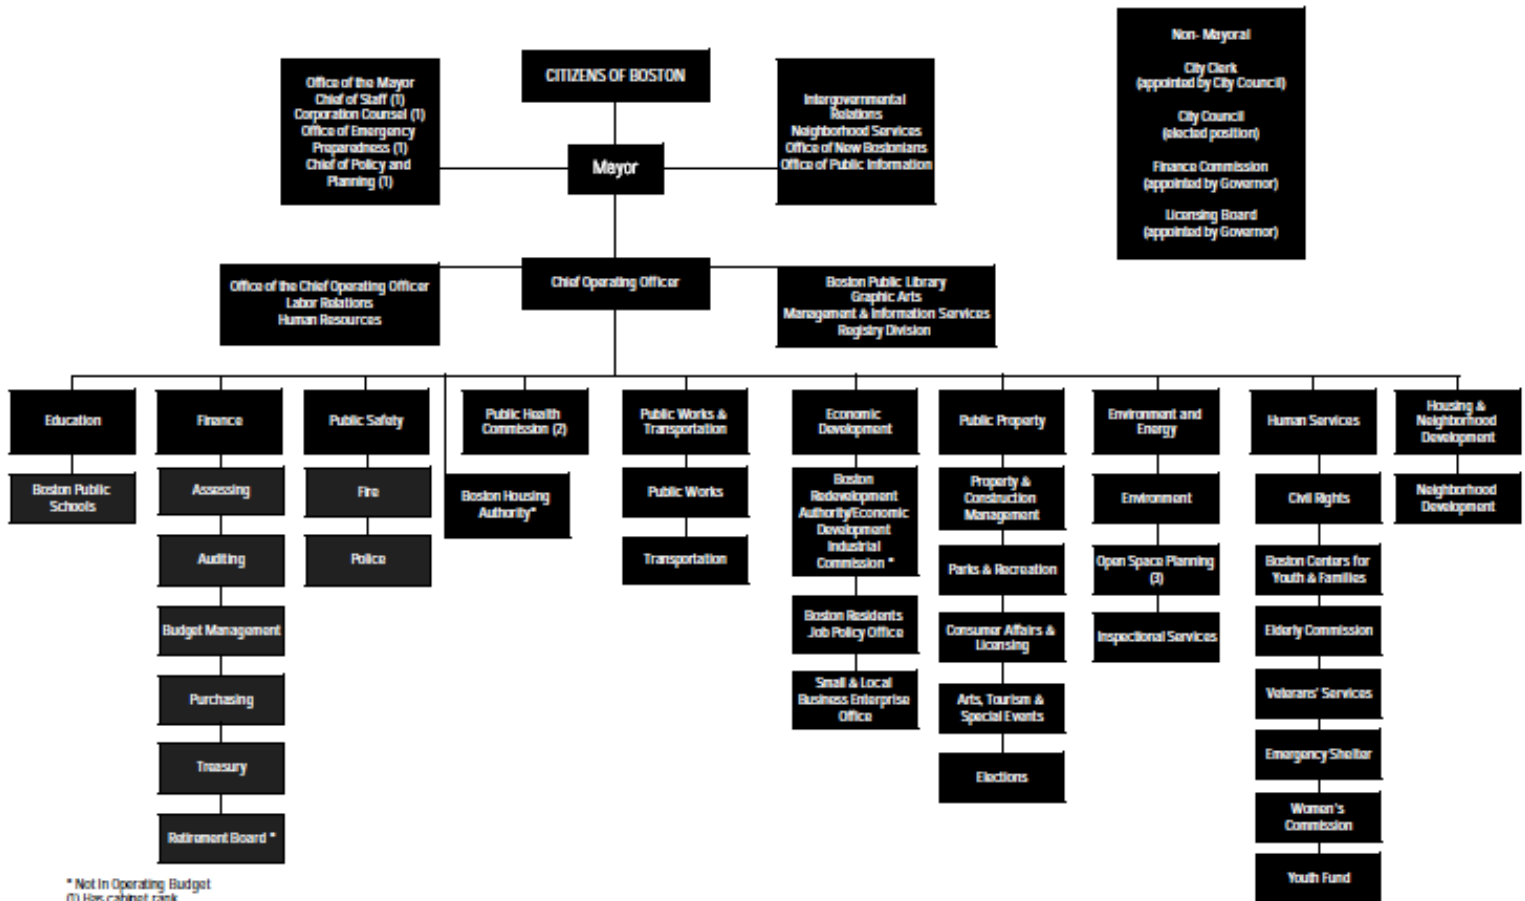 CITIZENS OF BOSTON
Office of the Mayor
Chief of Staff (1)
Corporation Counsel (1)
Office of Emergency
Preparedness (1)
Chief of Policy and
Planning (1)
Mayor
Intergovernmental
Relations
Neighborhood Services
Office of New Bostonians
Office of Public Information
Non- Mayoral
City Clerk
(appointed by City Council)
City Council
(elected position)
Finance Commission
(appointed by Governor)
Licensing Board
(appointed by Governor)
Office of the Chief Operating Officer
Labor Relations
Human Resources
Chief Operating Officer
Boston Public Library
Graphic Arts
Management & Information Services
Registry Division
Education
Boston Public
Schools
Finance
Assessing
Auditing
Budget Management
Purchasing
Treasury
Retirement Board *
Public Safety
Fire
Police
Public Health
Commission (2)
Boston Housing
Authority*
Public Works &
Transportation
Public Works
Transportation
Economic
Development
Boston
Redevelopment
Authority/Economic
Development
Industrial
Commission *
Boston Residents
Job Policy Office
Small & Local
Business Enterprise
Office
Public Property
Property &
Construction
Management
Parks & Recreation
Consumer Affairs &
Licensing
Arts, Tourism &
Special Events
Elections
Environment and
Energy
Environment
Open Space Planning
(3)
Inspectional Services
Human Services
Civil Rights
Boston Centers for
Youth & Families
Elderly Commission
Veterans' Services
Emergency Shelter
Women's
Commission
Youth Fund
Housing &
Neighborhood
Development
Neighborhood
Development
* Not In Operating Budget
(1) Has cabinet rank